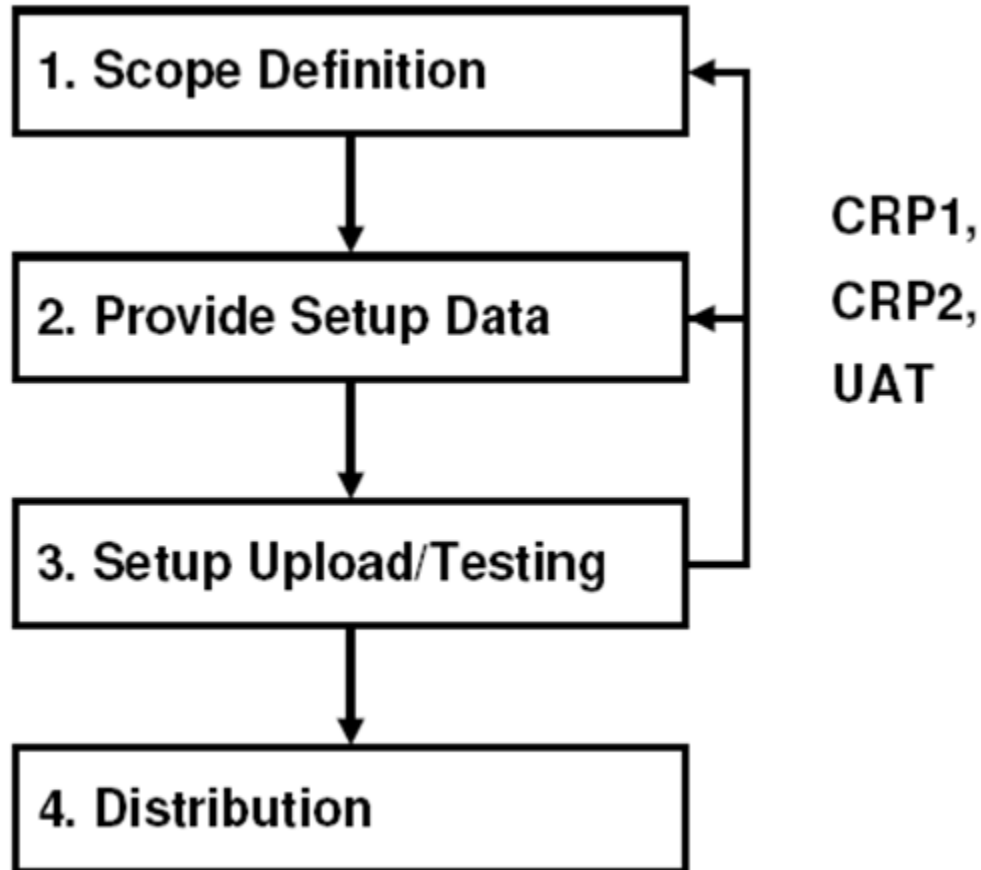 1. Scope Definition
CRP1,
2. Provide Setup Data
CRP2,
UAT
3. Setup Upload/Testing
4. Distribution